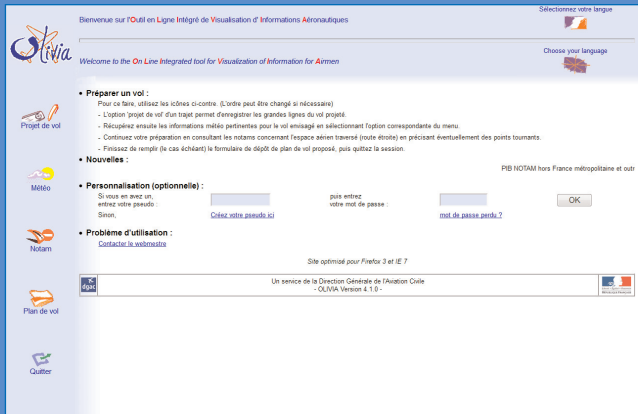 Sélectionnez votre langue
Bienvenue sur l'Outil en Ligne Intégré de Visualisation d' Informations Aéronautiques
Olivia
Choose your language
Welcome to the On Line Integrated tool for Visualization of Information for Airmen
Projet de vol
Météo
Notam
Plan de vol
Quitter
• Préparer un vol :
Pour ce faire, utilisez les icônes ci-contre. (L'ordre peut être changé si nécessaire)
- L'option 'projet de vol' d'un trajet permet d'enregistrer les grandes lignes du vol projeté.
- Récupérez ensuite les informations météo pertinentes pour le vol envisagé en sélectionnant l'option correspondante du menu.
- Continuez votre préparation en consultant les notams concernant l'espace aérien traversé (route étroite) en précisant éventuellement des points tournants.
- Finissez de remplir (le cas échéant) le formulaire de dépôt de plan de vol proposé, puis quittez la session.
• Nouvelles :
PIB NOTAM hors France métropolitaine et outr
• Personnalisation (optionnelle) :
Si vous en avez un, entrez votre pseudo :
puis entrez votre mot de passe :
OK
Sinon,
Créez votre pseudo ici
mot de passe perdu ?
• Problème d'utilisation :
Contacter le webmestre
Site optimisé pour Firefox 3 et IE 7
dgac
Un service de la Direction Générale de l'Aviation Civile
- OLIVIA Version 4.1.0 -